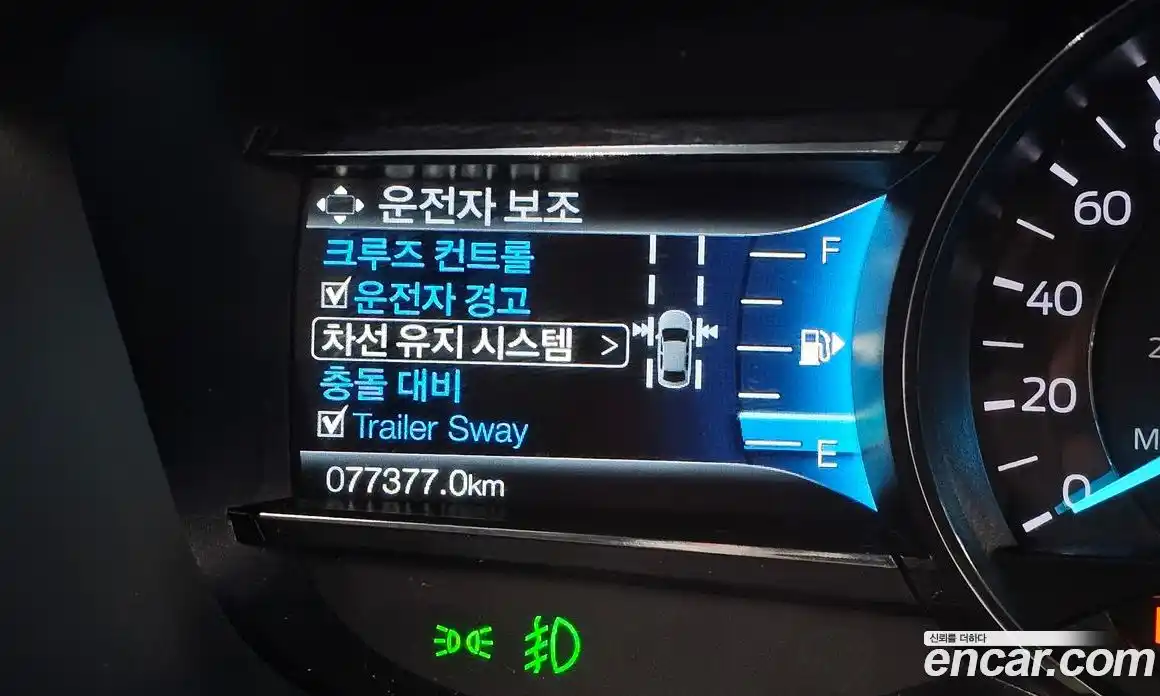 운전자 보조
크루즈 컨트롤
운전자 경고
차선 유지 시스템 >
충돌 대비
Trailer Sway
077377.0km
F
E
60
40
20
0
신뢰를 더하다
encar.com